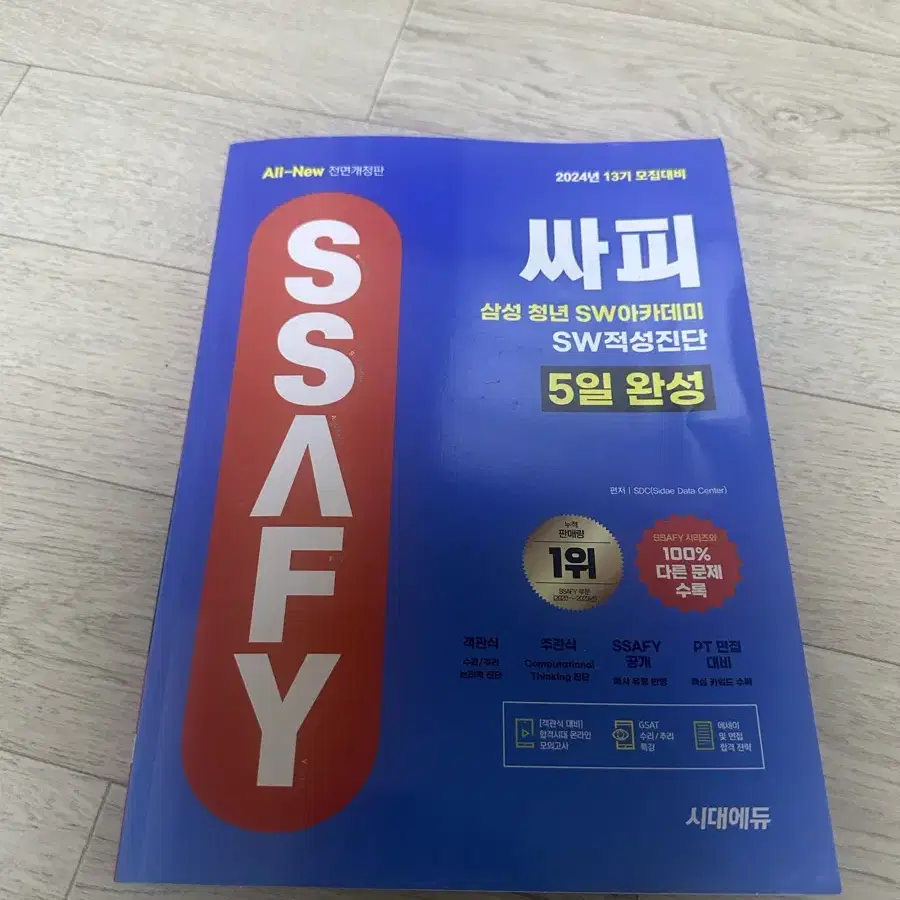 All-New 전면개정판
2024년 13기 모집대비
SSAFY
싸피
삼성 청년 SW아카데미
SW적성진단
5일 완성
편저 | SDC(Sidae Data Center)
누적
판매량
1위
SSAFY 부문
SSAFY 시리즈와
100%
다른 문제
수록
객관식
수리/추리
논리력 진단
주관식
Computational
Thinking 진단
SSAFY
공개
유형 반영
PT 면접
대비
핵심 키워드 수록
[객관식 대비]
합격시대 온라인
모의고사
GSAT
수리/추리
특강
에세이
및 면접
합격 전략
시대에듀